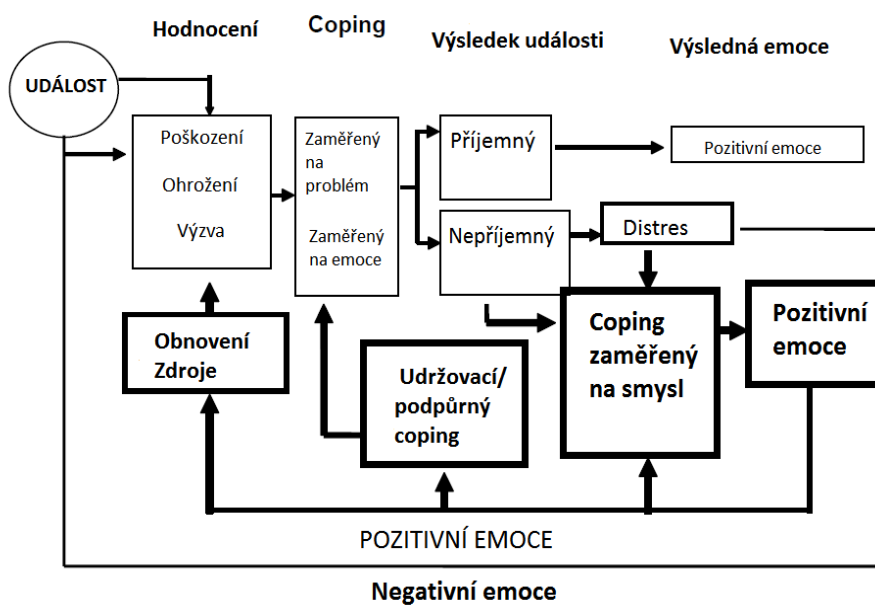 Hodnocení
Coping
Výsledek události
Výsledná emoce
UDÁLOST
Poškození
Ohrožení
Výzva
Zaměřený
na
problém
Zaměřený
na emoce
Příjemný
Nepříjemný
Pozitivní emoce
Distres
Obnovení
Zdroje
Udržovací/
podpůrný
coping
Coping
zaměřený
na smysl
Pozitivní
emoce
POZITIVNÍ EMOCE
Negativní emoce